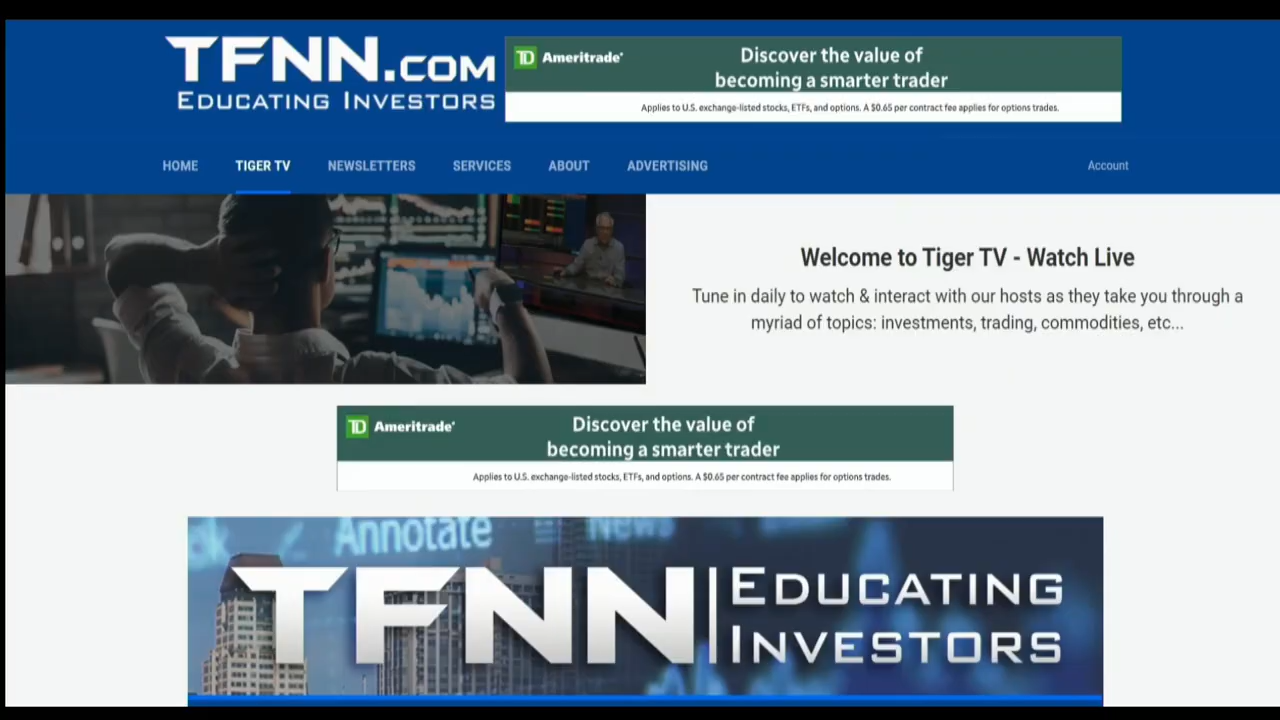 TFNN.COM
EDUCATING INVESTORS
TD Ameritrade
Discover the value of
becoming a smarter trader
Applies to U.S. exchange-listed stocks, ETFs, and options. A $0.65 per contract fee applies for options trades.
HOME TIGER TV NEWSLETTERS SERVICES ABOUT ADVERTISING Account
Welcome to Tiger TV - Watch Live
Tune in daily to watch & interact with our hosts as they take you through a
myriad of topics: investments, trading, commodities, etc...
TD Ameritrade
Discover the value of
becoming a smarter trader
Applies to U.S. exchange-listed stocks, ETFs, and options. A $0.65 per contract fee applies for options trades.
Annotate News
TFNN EDUCATING
INVESTORS